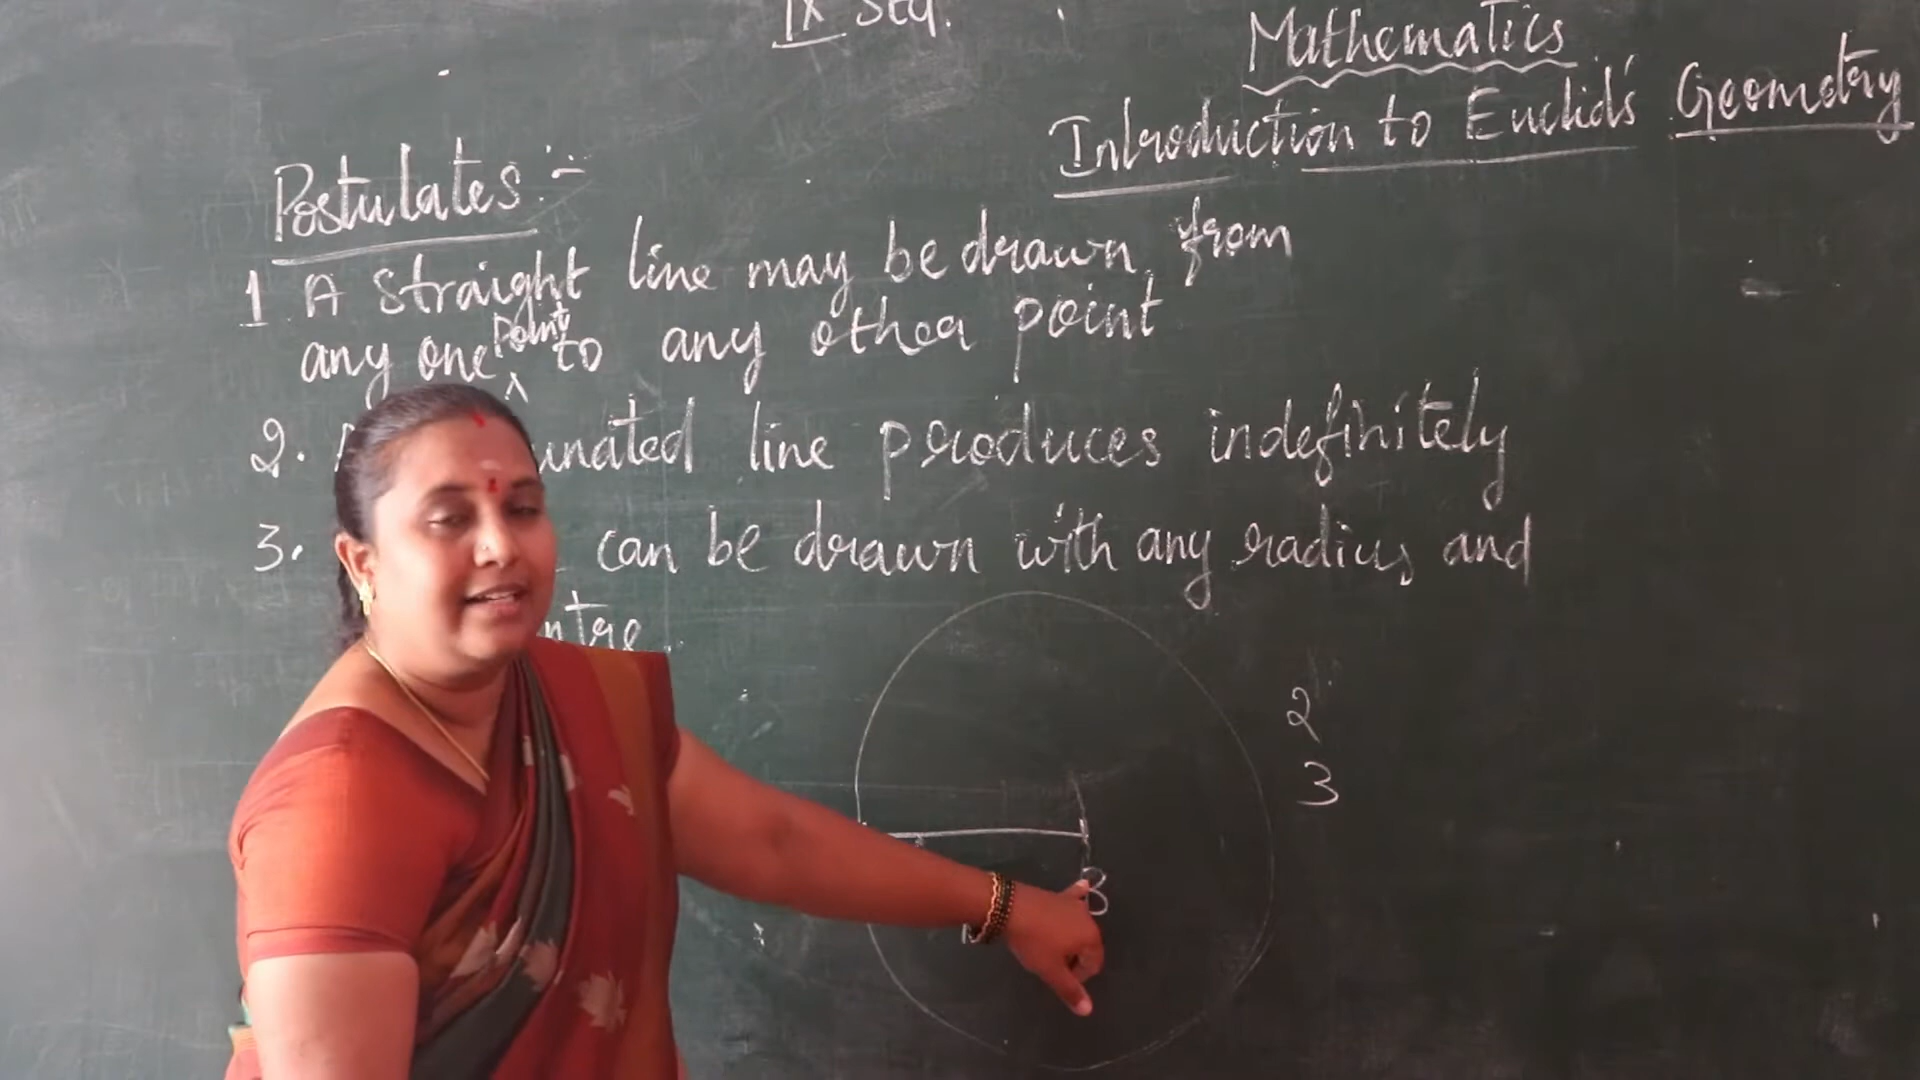 IX Std.
Mathematics
Introduction to Euclid's Geometry
Postulates :-
1 A straight line may be drawn from
any one point to any other point
2. line produces indefinitely
3. can be drawn with any radius and
2
3
B